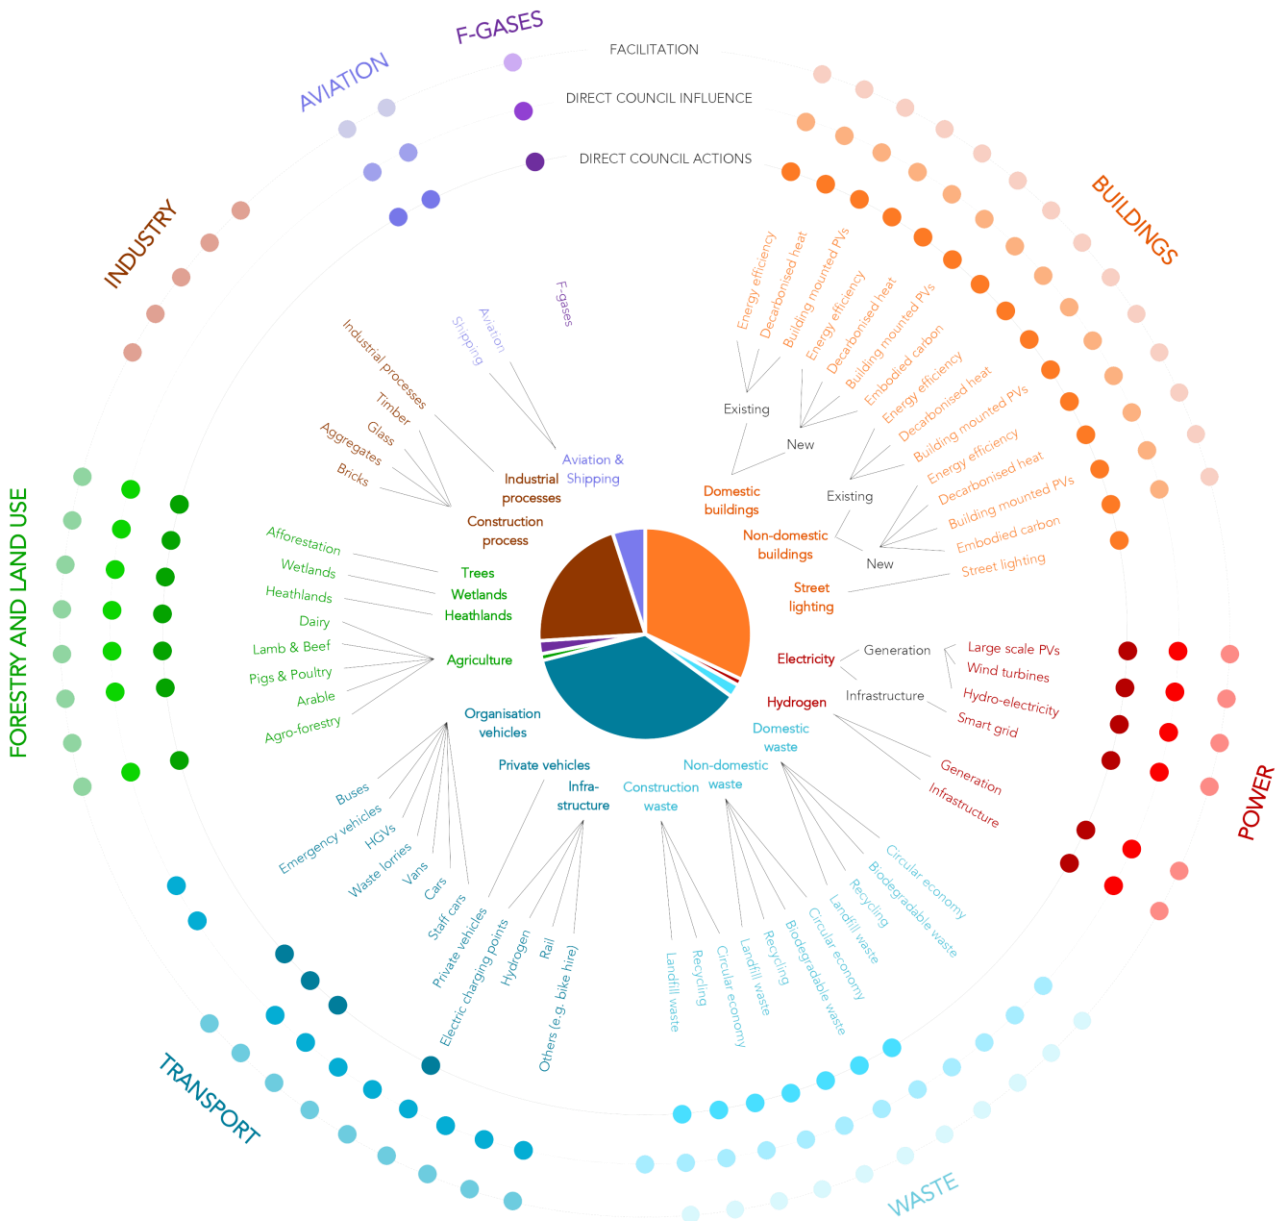 F-GASES
FACILITATION
AVIATION
DIRECT COUNCIL INFLUENCE
DIRECT COUNCIL ACTIONS
BUILDINGS
INDUSTRY
F-gases
Aviation
Shipping
Aviation &
Shipping
Industrial processes
Timber
Glass
Aggregates
Bricks
Industrial
processes
Construction
process
Energy efficiency
Decarbonised heat
Building mounted PVs
Energy efficiency
Decarbonised heat
Building mounted PVs
Embodied carbon
Energy efficiency
Decarbonised heat
Building mounted PVs
Energy efficiency
Decarbonised heat
Building mounted PVs
Embodied carbon
Street lighting
Existing
New
Existing
New
Domestic
buildings
Non-domestic
buildings
Street
lighting
FORESTRY AND LAND USE
Afforestation
Wetlands
Heathlands
Dairy
Lamb & Beef
Pigs & Poultry
Arable
Agro-forestry
Trees
Wetlands
Heathlands
Agriculture
Electricity
Generation
Infrastructure
Large scale PVs
Wind turbines
Hydro-electricity
Smart grid
Hydrogen
Generation
Infrastructure
POWER
Organisation
vehicles
Private vehicles
Infra-
structure
Buses
Emergency vehicles
HGVs
Waste lorries
Vans
Cars
Staff cars
Private vehicles
Electric charging points
Hydrogen
Rail
Others (e.g. bike hire)
TRANSPORT
Domestic
waste
Non-domestic
waste
Construction
waste
Circular economy
Biodegradable waste
Recycling
Landfill waste
Circular economy
Biodegradable waste
Recycling
Landfill waste
Circular economy
Recycling
Landfill waste
WASTE